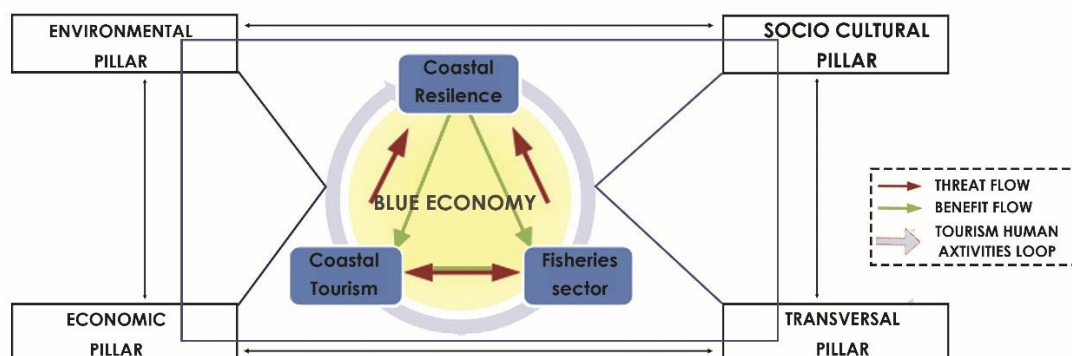 ENVIRONMENTAL
PILLAR
SOCIO CULTURAL
PILLAR
Coastal
Resilence
BLUE ECONOMY
Coastal
Tourism
Fisheries
sector
THREAT FLOW
BENEFIT FLOW
TOURISM HUMAN
AXTIVITIES LOOP
ECONOMIC
PILLAR
TRANSVERSAL
PILLAR